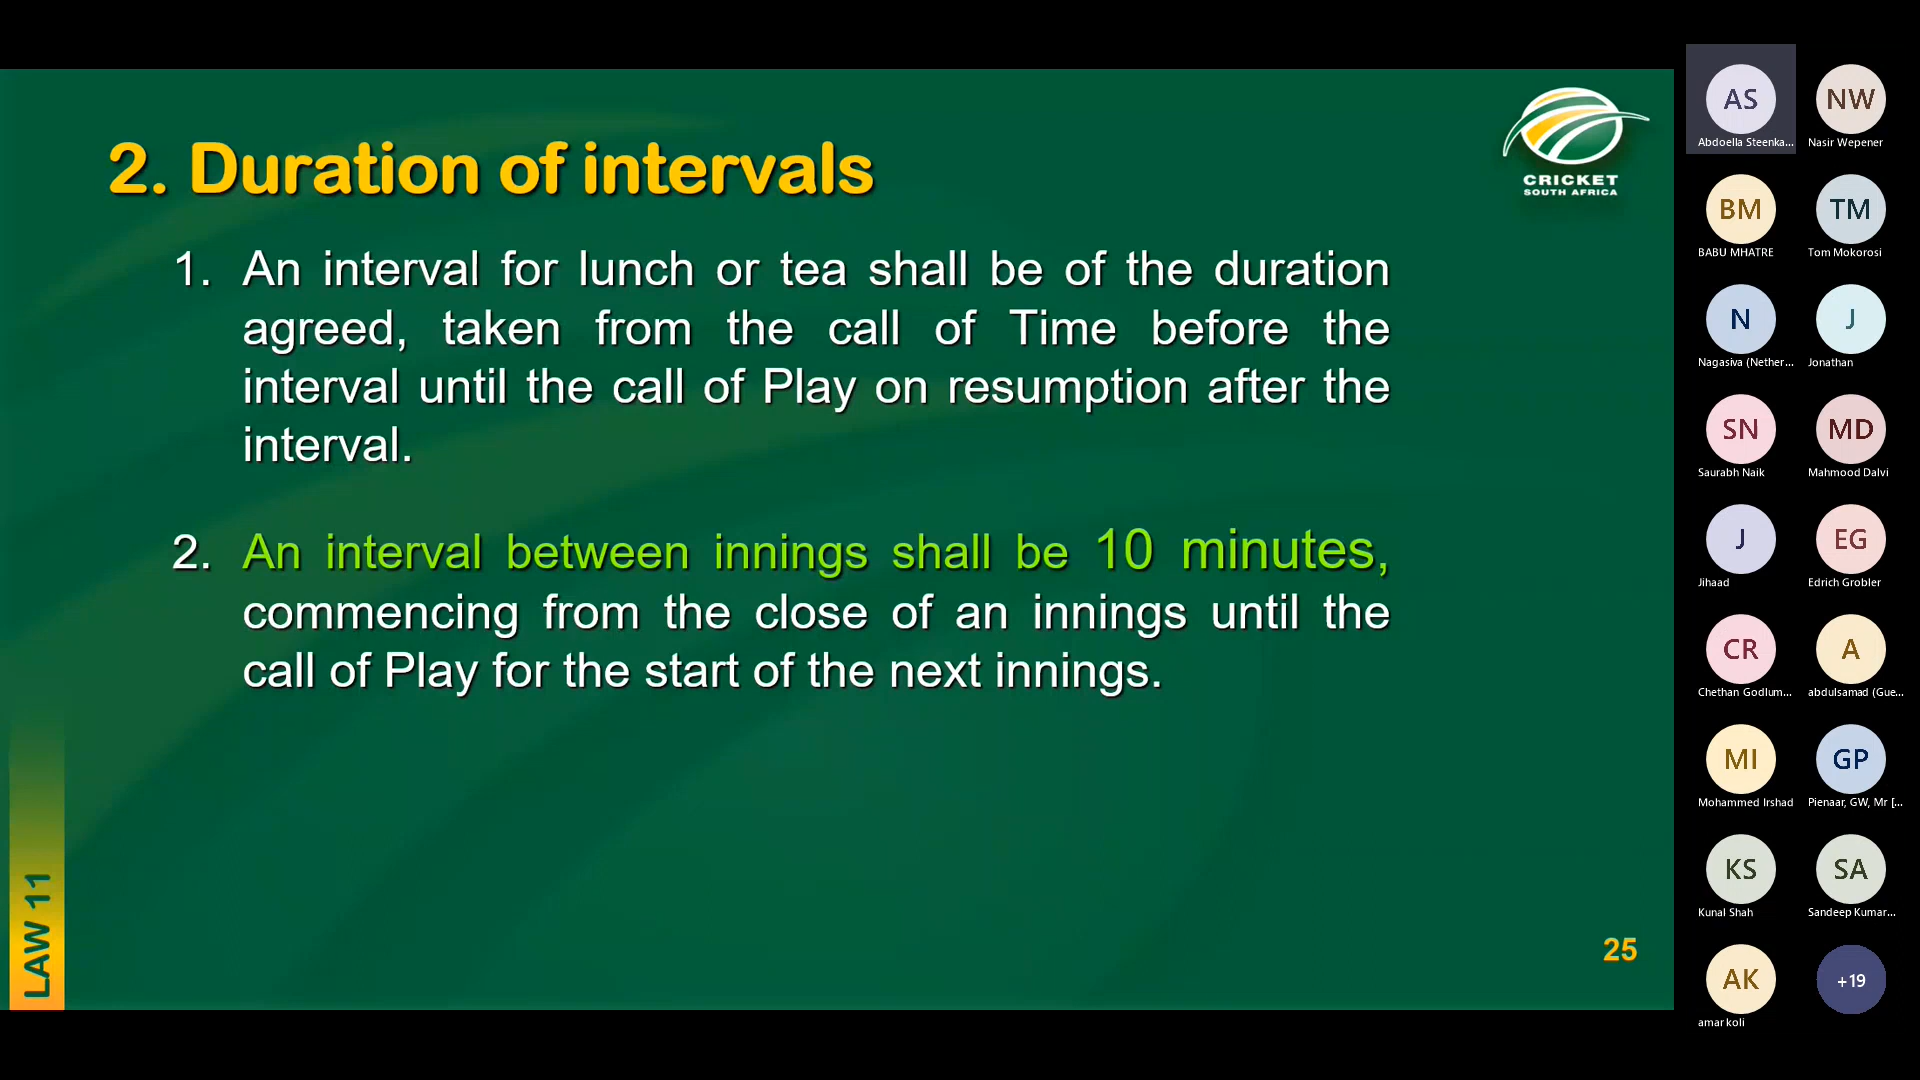 2. Duration of intervals
CRICKET
SOUTH AFRICA
1. An interval for lunch or tea shall be of the duration
agreed, taken from the call of Time before the
interval until the call of Play on resumption after the
interval.
2. An interval between innings shall be 10 minutes,
commencing from the close of an innings until the
call of Play for the start of the next innings.
LAW 11
25
AS
Abdoella Steenka...
NW
Nasir Wepener
BM
BABU MHATRE
TM
Tom Mokorosi
N
Nagasiva (Nether...
J
Jonathan
SN
Saurabh Naik
MD
Mahmood Dalvi
J
Jihaad
EG
Edrich Grobler
CR
Chethan Godlum...
A
abdulsamad (Gue...
MI
Mohammed Irshad
GP
Pienaar, GW, Mr [...
KS
Kunal Shah
SA
Sandeep Kumar...
AK
amar koli
+19